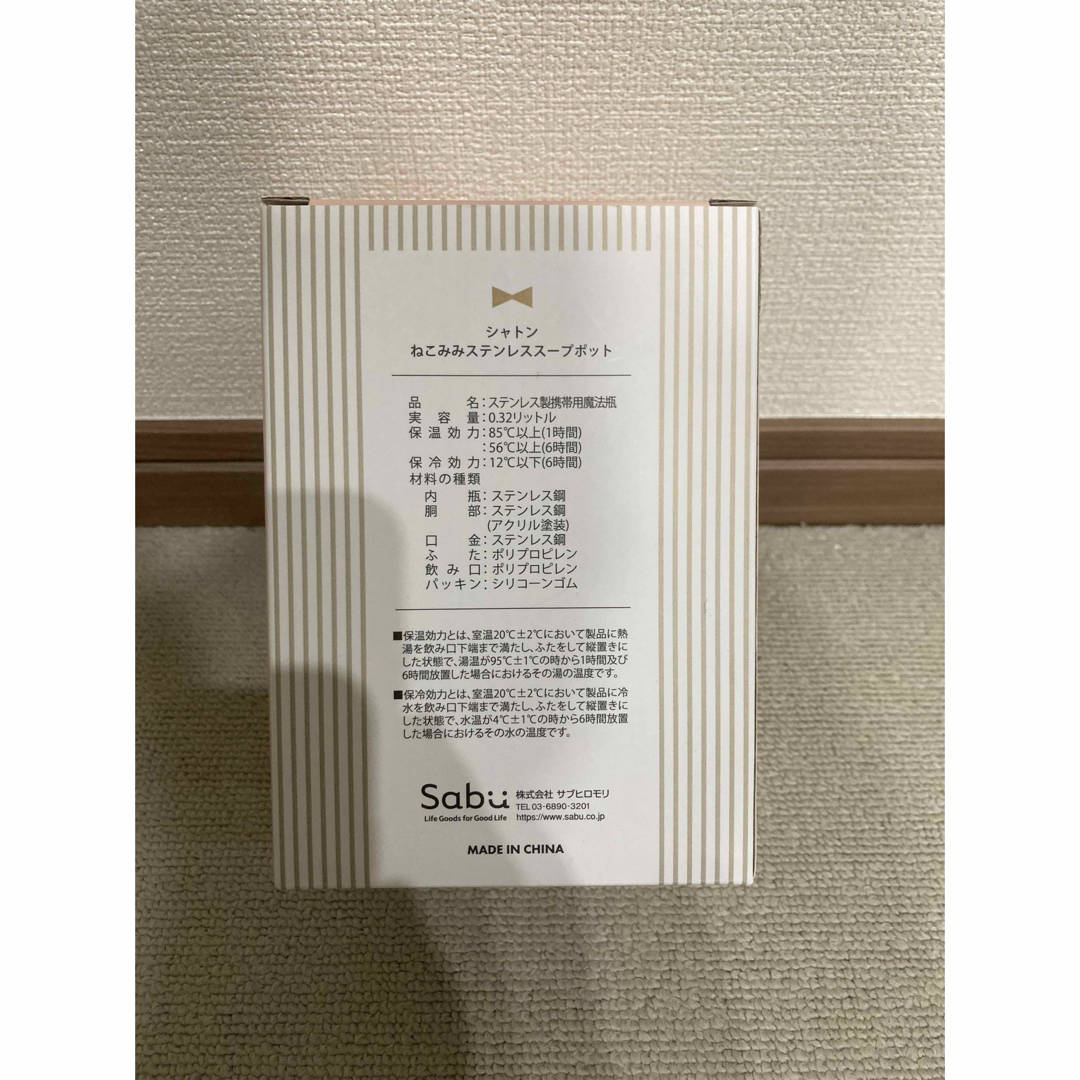 シャトン
ねこみみステンレススープポット
品名:ステンレス製携帯用魔法瓶
実容量:0.32リットル
保温効力:85℃以上(1時間)
:56℃以上(6時間)
保冷効力:12℃以下(6時間)
材料の種類
内瓶:ステンレス鋼
胴部:ステンレス鋼
(アクリル塗装)
口金:ステンレス鋼
ふた:ポリプロピレン
飲み口:ポリプロピレン
パッキン:シリコーンゴム
■保温効力とは、室温20℃±2℃において製品に熱
湯を飲み口下端まで満たし、ふたをして縦置きに
した状態で、湯温が95℃±1℃の時から1時間及び
6時間放置した場合におけるその湯の温度です。
■保冷効力とは、室温20℃±2℃において製品に冷
水を飲み口下端まで満たし、ふたをして縦置きに
した状態で、水温が4℃±1℃の時から6時間放置
した場合におけるその水の温度です。
Sabu
Life Goods for Good Life
株式会社 サブヒロモリ
TEL 03-6890-3201
https://www.sabu.co.jp
MADE IN CHINA